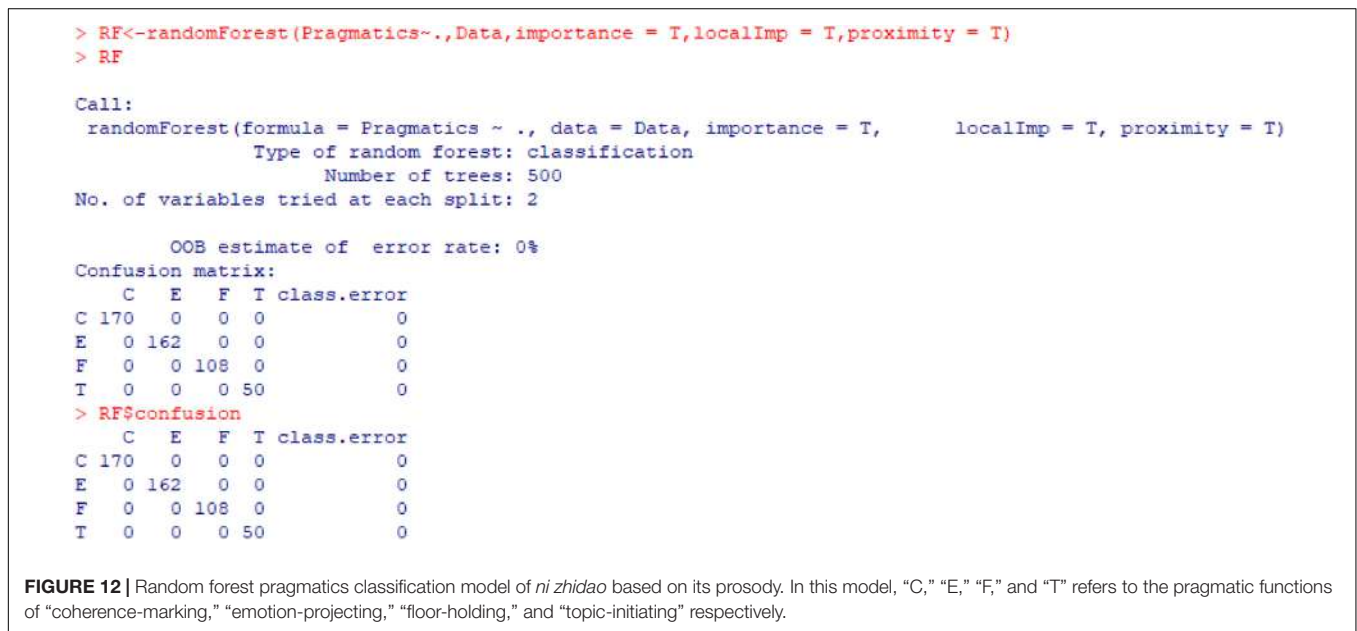 > RF<-randomForest(Pragmatics~.,Data,importance = T,localImp = T,proximity = T)
> RF
Call:
randomForest(formula = Pragmatics ~ ., data = Data, importance = T,      localImp = T, proximity = T)
Type of random forest: classification
Number of trees: 500
No. of variables tried at each split: 2
OOB estimate of  error rate: 0%
Confusion matrix:
C   E   F  T class.error
C 170   0   0  0           0
E   0 162   0  0           0
F   0   0 108  0           0
T   0   0   0 50           0
> RF$confusion
C   E   F  T class.error
C 170   0   0  0           0
E   0 162   0  0           0
F   0   0 108  0           0
T   0   0   0 50           0
FIGURE 12 | Random forest pragmatics classification model of ni zhidao based on its prosody. In this model, “C,” “E,” “F,” and “T” refers to the pragmatic functions
of “coherence-marking,” “emotion-projecting,” “floor-holding,” and “topic-initiating” respectively.